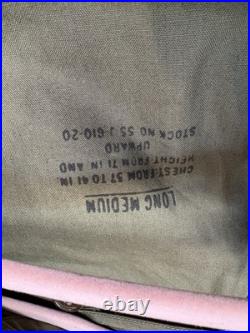 LONG MEDIUM
CHEST: FROM 37 TO 41 IN.
HEIGHT FROM 71 IN AND
UPWARD
STOCK NO 55 J 610-20